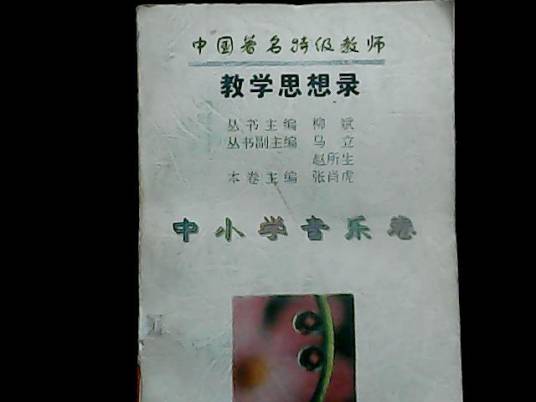 中国著名特级教师
教学思想录
丛书主编 柳 斌
丛书副主编 马 立
赵所生
本卷主编 张肖虎
中小学音乐卷